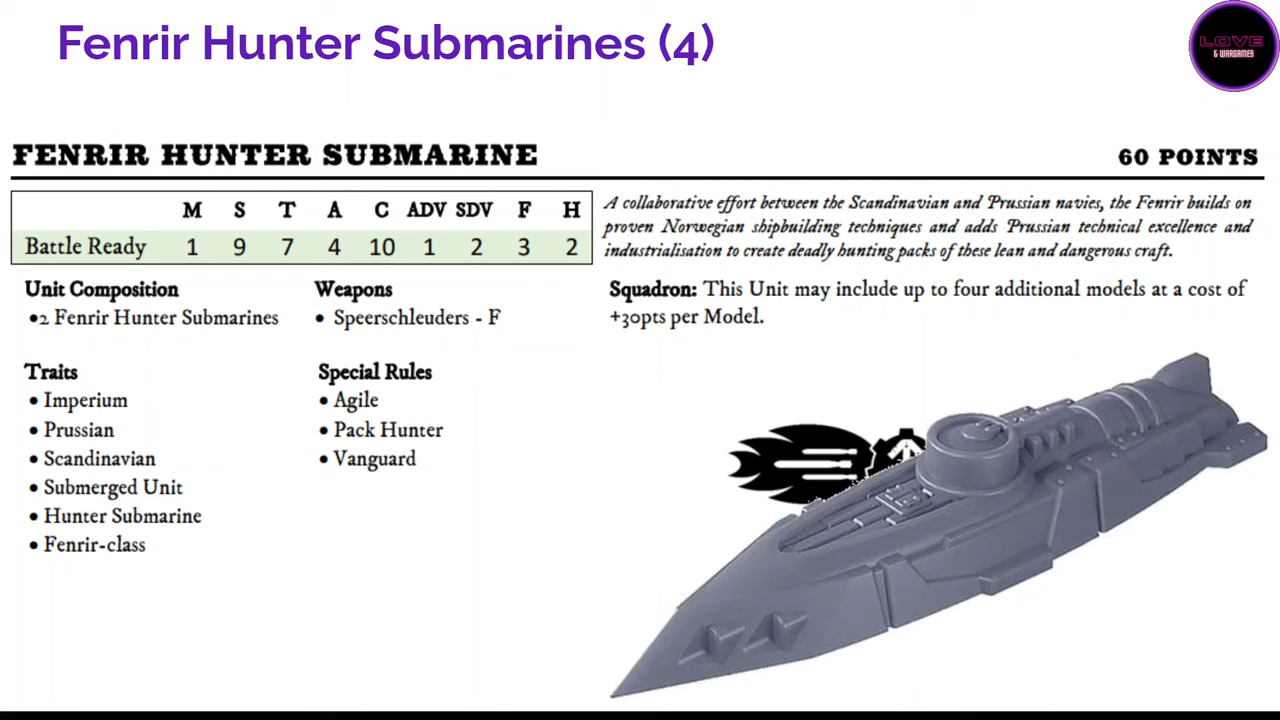 Fenrir Hunter Submarines (4)
LOVE
& WARGAMES
FENRIR HUNTER SUBMARINE
60 POINTS
M S T A C ADV SDV F H
Battle Ready 1 9 7 4 10 1 2 3 2
A collaborative effort between the Scandinavian and Prussian navies, the Fenrir builds on
proven Norwegian shipbuilding techniques and adds Prussian technical excellence and
industrialisation to create deadly hunting packs of these lean and dangerous craft.
Unit Composition
•2 Fenrir Hunter Submarines
Weapons
• Speerschleuders - F
Squadron: This Unit may include up to four additional models at a cost of
+30pts per Model.
Traits
• Imperium
• Prussian
• Scandinavian
• Submerged Unit
• Hunter Submarine
• Fenrir-class
Special Rules
• Agile
• Pack Hunter
• Vanguard